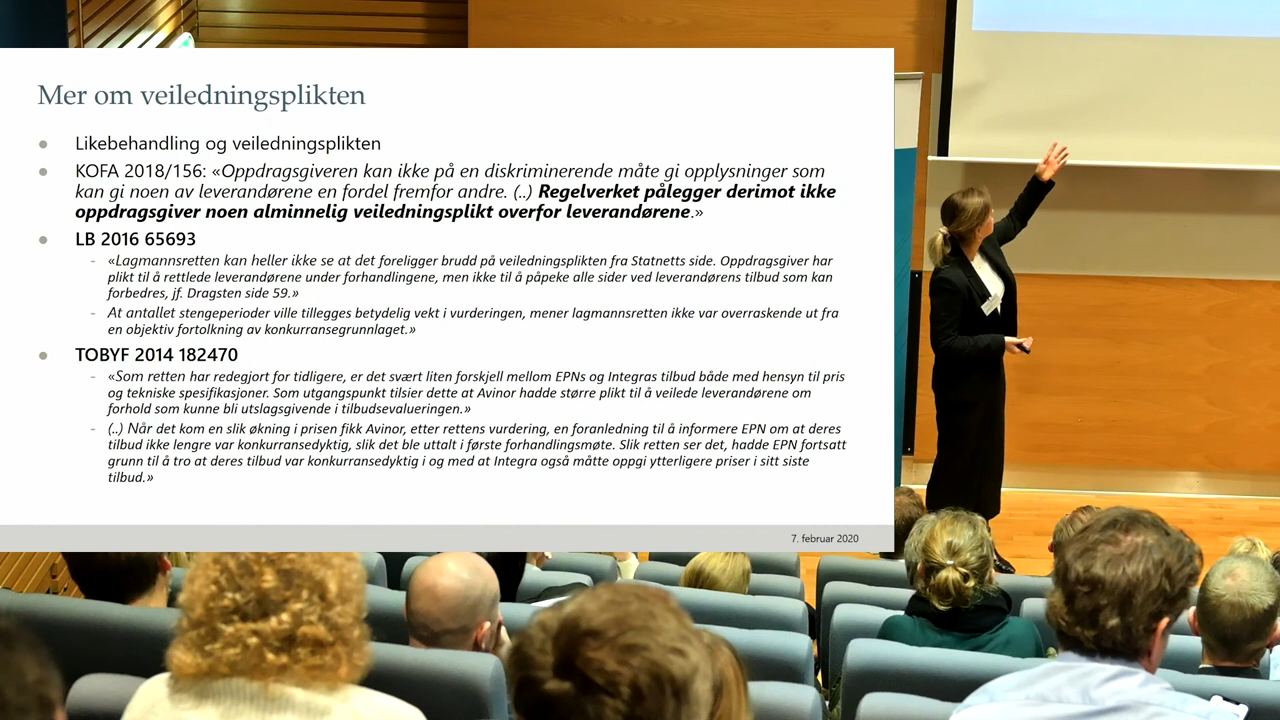 Mer om veiledningsplikten
● Likebehandling og veiledningsplikten
● KOFA 2018/156: «Oppdragsgiveren kan ikke på en diskriminerende måte gi opplysninger som
kan gi noen av leverandørene en fordel fremfor andre. (..) Regelverket pålegger derimot ikke
oppdragsgiver noen alminnelig veiledningsplikt overfor leverandørene.»
● LB 2016 65693
- «Lagmannsretten kan heller ikke se at det foreligger brudd på veiledningsplikten fra Statnetts side. Oppdragsgiver har
plikt til å rettlede leverandørene under forhandlingene, men ikke til å påpeke alle sider ved leverandørens tilbud som kan
forbedres, jf. Dragsten side 59.»
- At antallet stengeperioder ville tillegges betydelig vekt i vurderingen, mener lagmannsretten ikke var overraskende ut fra
en objektiv fortolkning av konkurransegrunnlaget.»
● TOBYF 2014 182470
- «Som retten har redegjort for tidligere, er det svært liten forskjell mellom EPNs og Integras tilbud både med hensyn til pris
og tekniske spesifikasjoner. Som utgangspunkt tilsier dette at Avinor hadde større plikt til å veilede leverandørene om
forhold som kunne bli utslagsgivende i tilbudsevalueringen.»
- (..) Når det kom en slik økning i prisen fikk Avinor, etter rettens vurdering, en foranledning til å informere EPN om at deres
tilbud ikke lengre var konkurransedyktig, slik det ble uttalt i første forhandlingsmøte. Slik retten ser det, hadde EPN fortsatt
grunn til å tro at deres tilbud var konkurransedyktig i og med at Integra også måtte oppgi ytterligere priser i sitt siste
tilbud.»
7. februar 2020